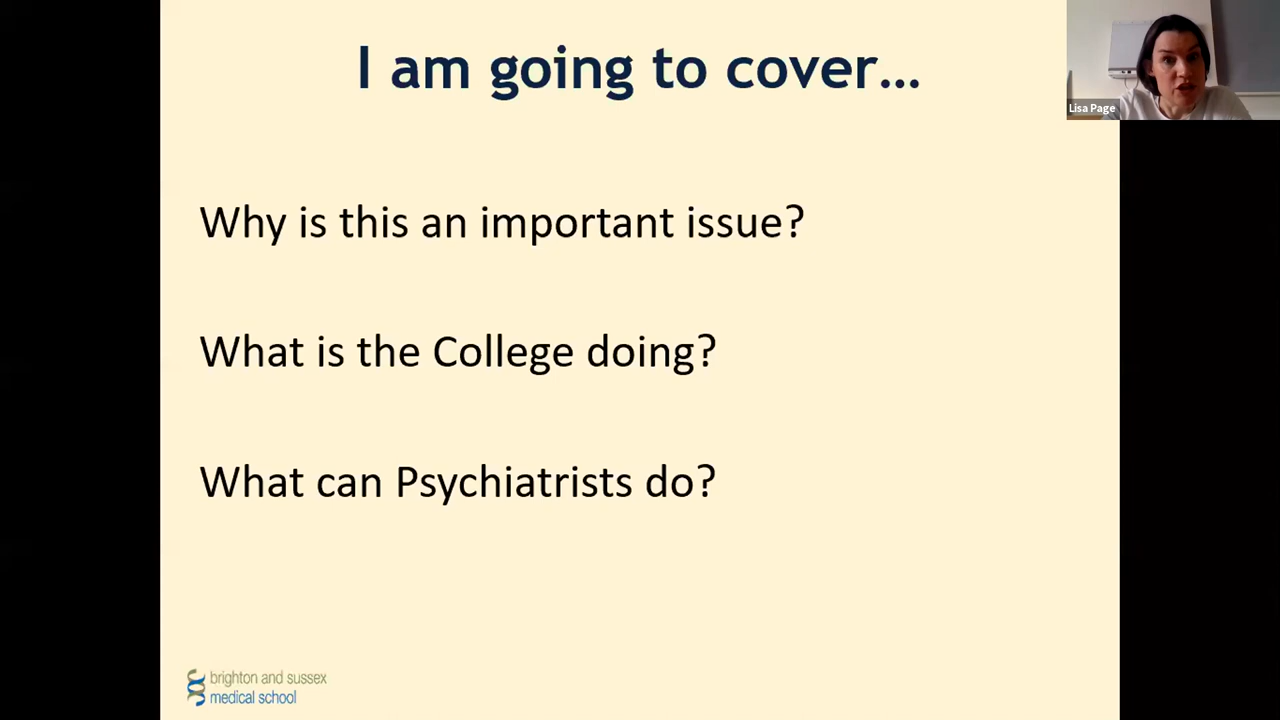 I am going to cover...
Lisa Page
Why is this an important issue?
What is the College doing?
What can Psychiatrists do?
brighton and sussex
medical school